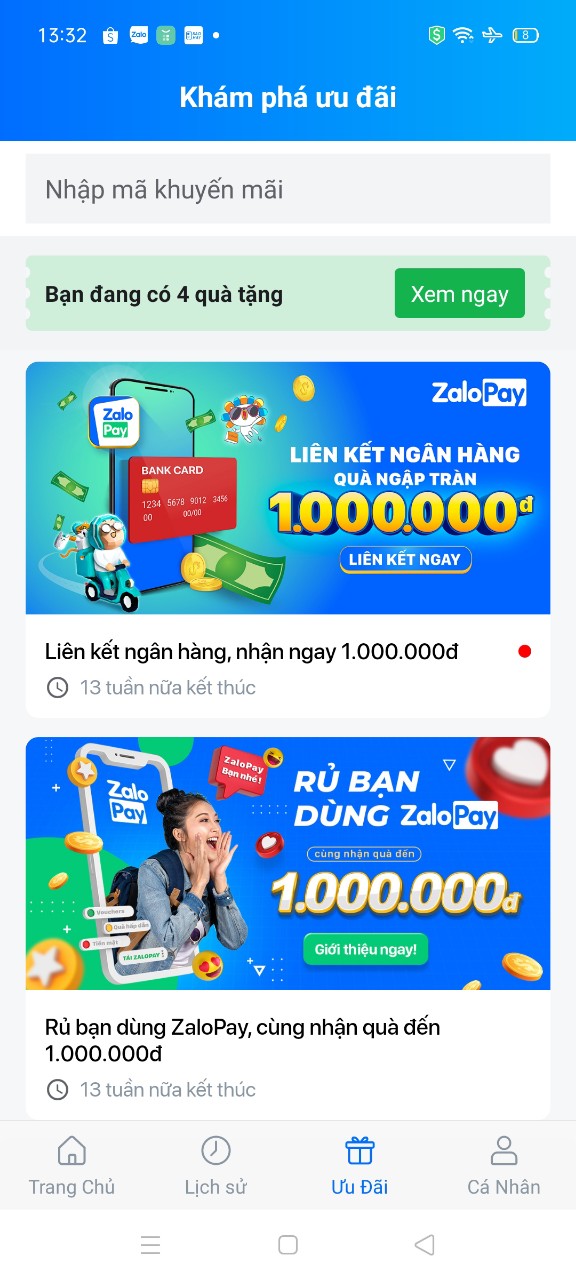 13:32
Zalo
8
Khám phá ưu đãi
Nhập mã khuyến mãi
Bạn đang có 4 quà tặng
Xem ngay
ZaloPay
Zalo
Pay
LIÊN KẾT NGÂN HÀNG
QUÀ NGẬP TRÀN
BANK CARD
1234 5678 9012 3456
00 00/00
1.000.000đ
LIÊN KẾT NGAY
Liên kết ngân hàng, nhận ngay 1.000.000đ
13 tuần nữa kết thúc
ZaloPay
Bạn nhé!
Zalo
Pay
RỦ BẠN
DÙNG ZaloPay
cùng nhận quà đến
1.000.000đ
Vouchers
Quà hấp dẫn
Tiền mặt
TẢI ZALOPAY
Giới thiệu ngay!
Rủ bạn dùng ZaloPay, cùng nhận quà đến
1.000.000đ
13 tuần nữa kết thúc
Trang Chủ
Lịch sử
Ưu Đãi
Cá Nhân